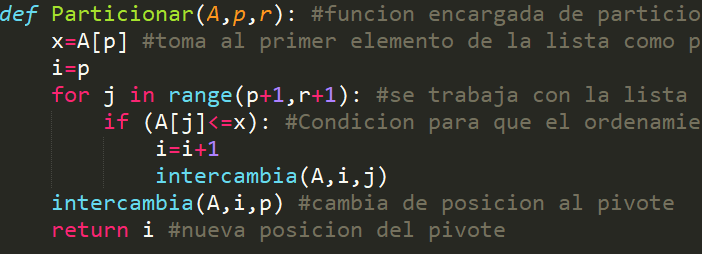 def Particionar(A,p,r): #funcion encargada de particio
x=A[p] #toma al primer elemento de la lista como p
i=p
for j in range(p+1,r+1): #se trabaja con la lista
if (A[j]<=x): #Condicion para que el ordenamie
i=i+1
intercambia(A,i,j)
intercambia(A,i,p) #cambia de posicion al pivote
return i #nueva posicion del pivote